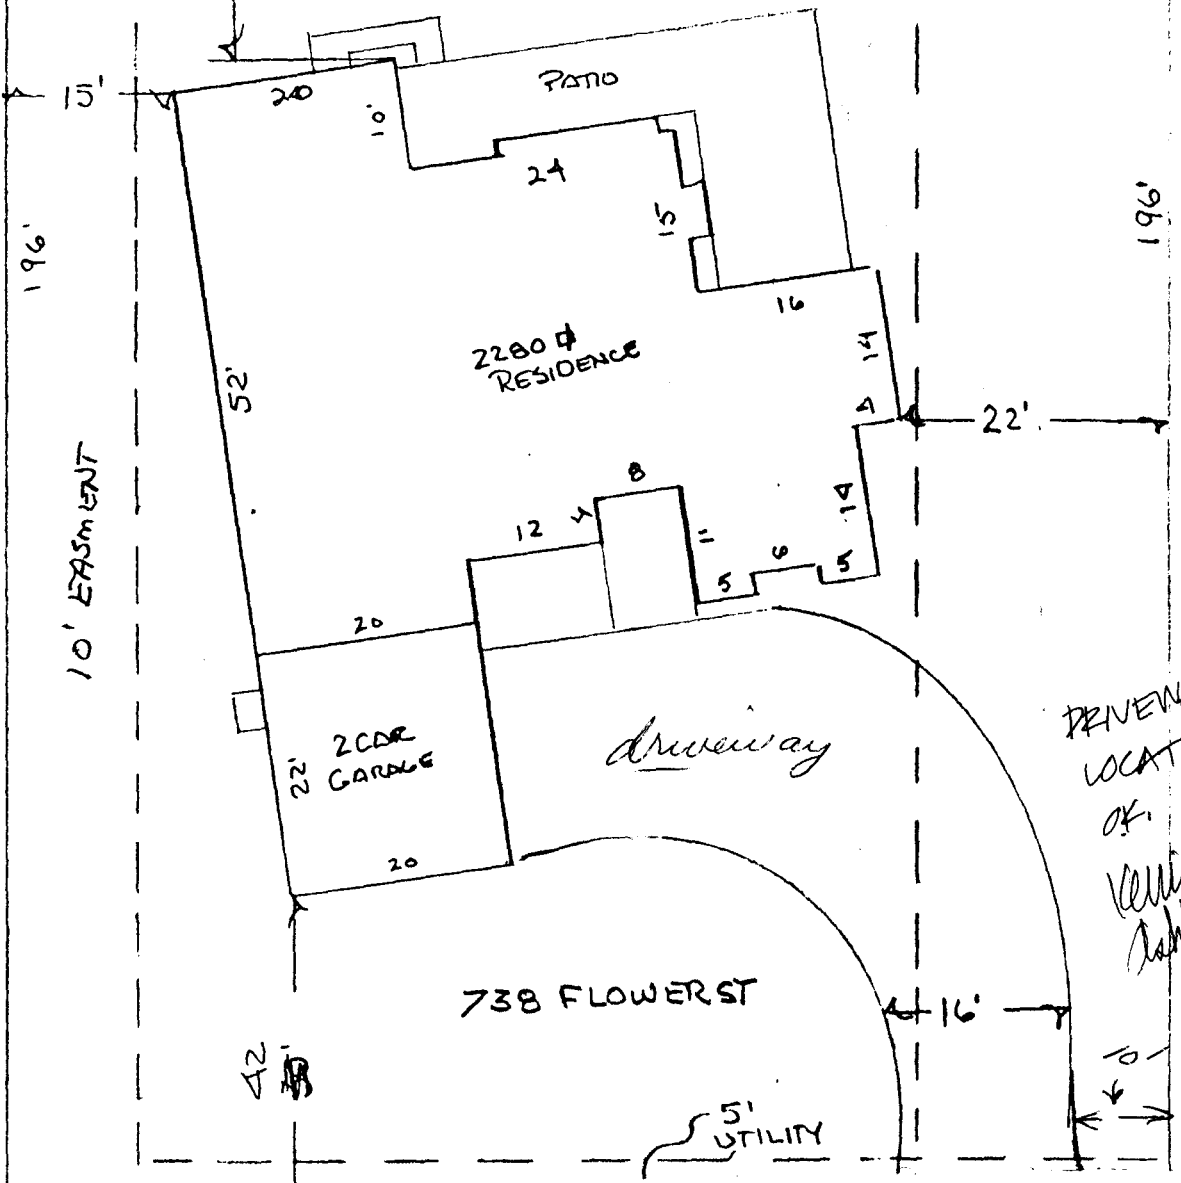 PATIO
15'
20
10'
24
196'
196'
15'
16
2280 ⏍
RESIDENCE
14
52'
4
22'
8
14
10' EASMENT
4
12
11
6
5
5
20
DRIVEW
2 CAR
GARAGE
driveway
LOCAT
22'
OK.
20
738 FLOWER ST
16'
42'
10'
5'
UTILITY